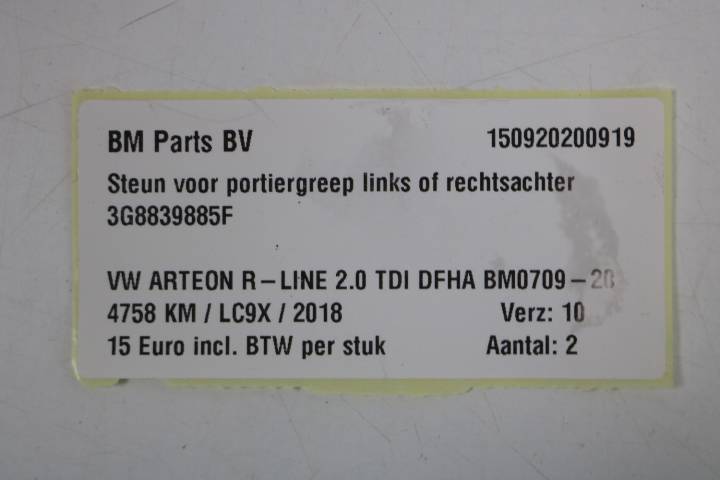 BM Parts BV 150920200919
Steun voor portiergreep links of rechtsachter
3G8839885F
VW ARTEON R-LINE 2.0 TDI DFHA BM0709-20
4758 KM / LC9X / 2018 Verz: 10
15 Euro incl. BTW per stuk Aantal: 2